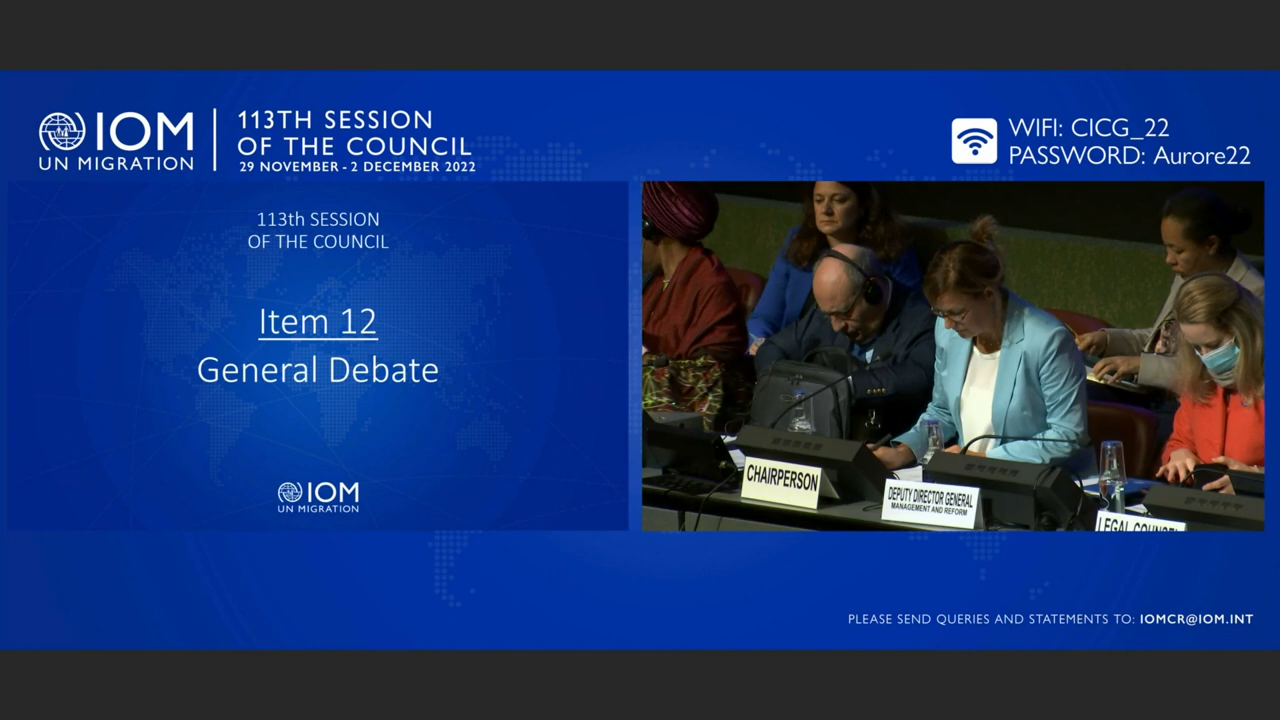 IOM
UN MIGRATION
113TH SESSION
OF THE COUNCIL
29 NOVEMBER - 2 DECEMBER 2022
WIFI: CICG_22
PASSWORD: Aurore22
113th SESSION
OF THE COUNCIL
Item 12
General Debate
IOM
UN MIGRATION
CHAIRPERSON
DEPUTY DIRECTOR GENERAL
MANAGEMENT AND REFORM
LEGAL COUNSEL
PLEASE SEND QUERIES AND STATEMENTS TO: IOMCR@IOM.INT